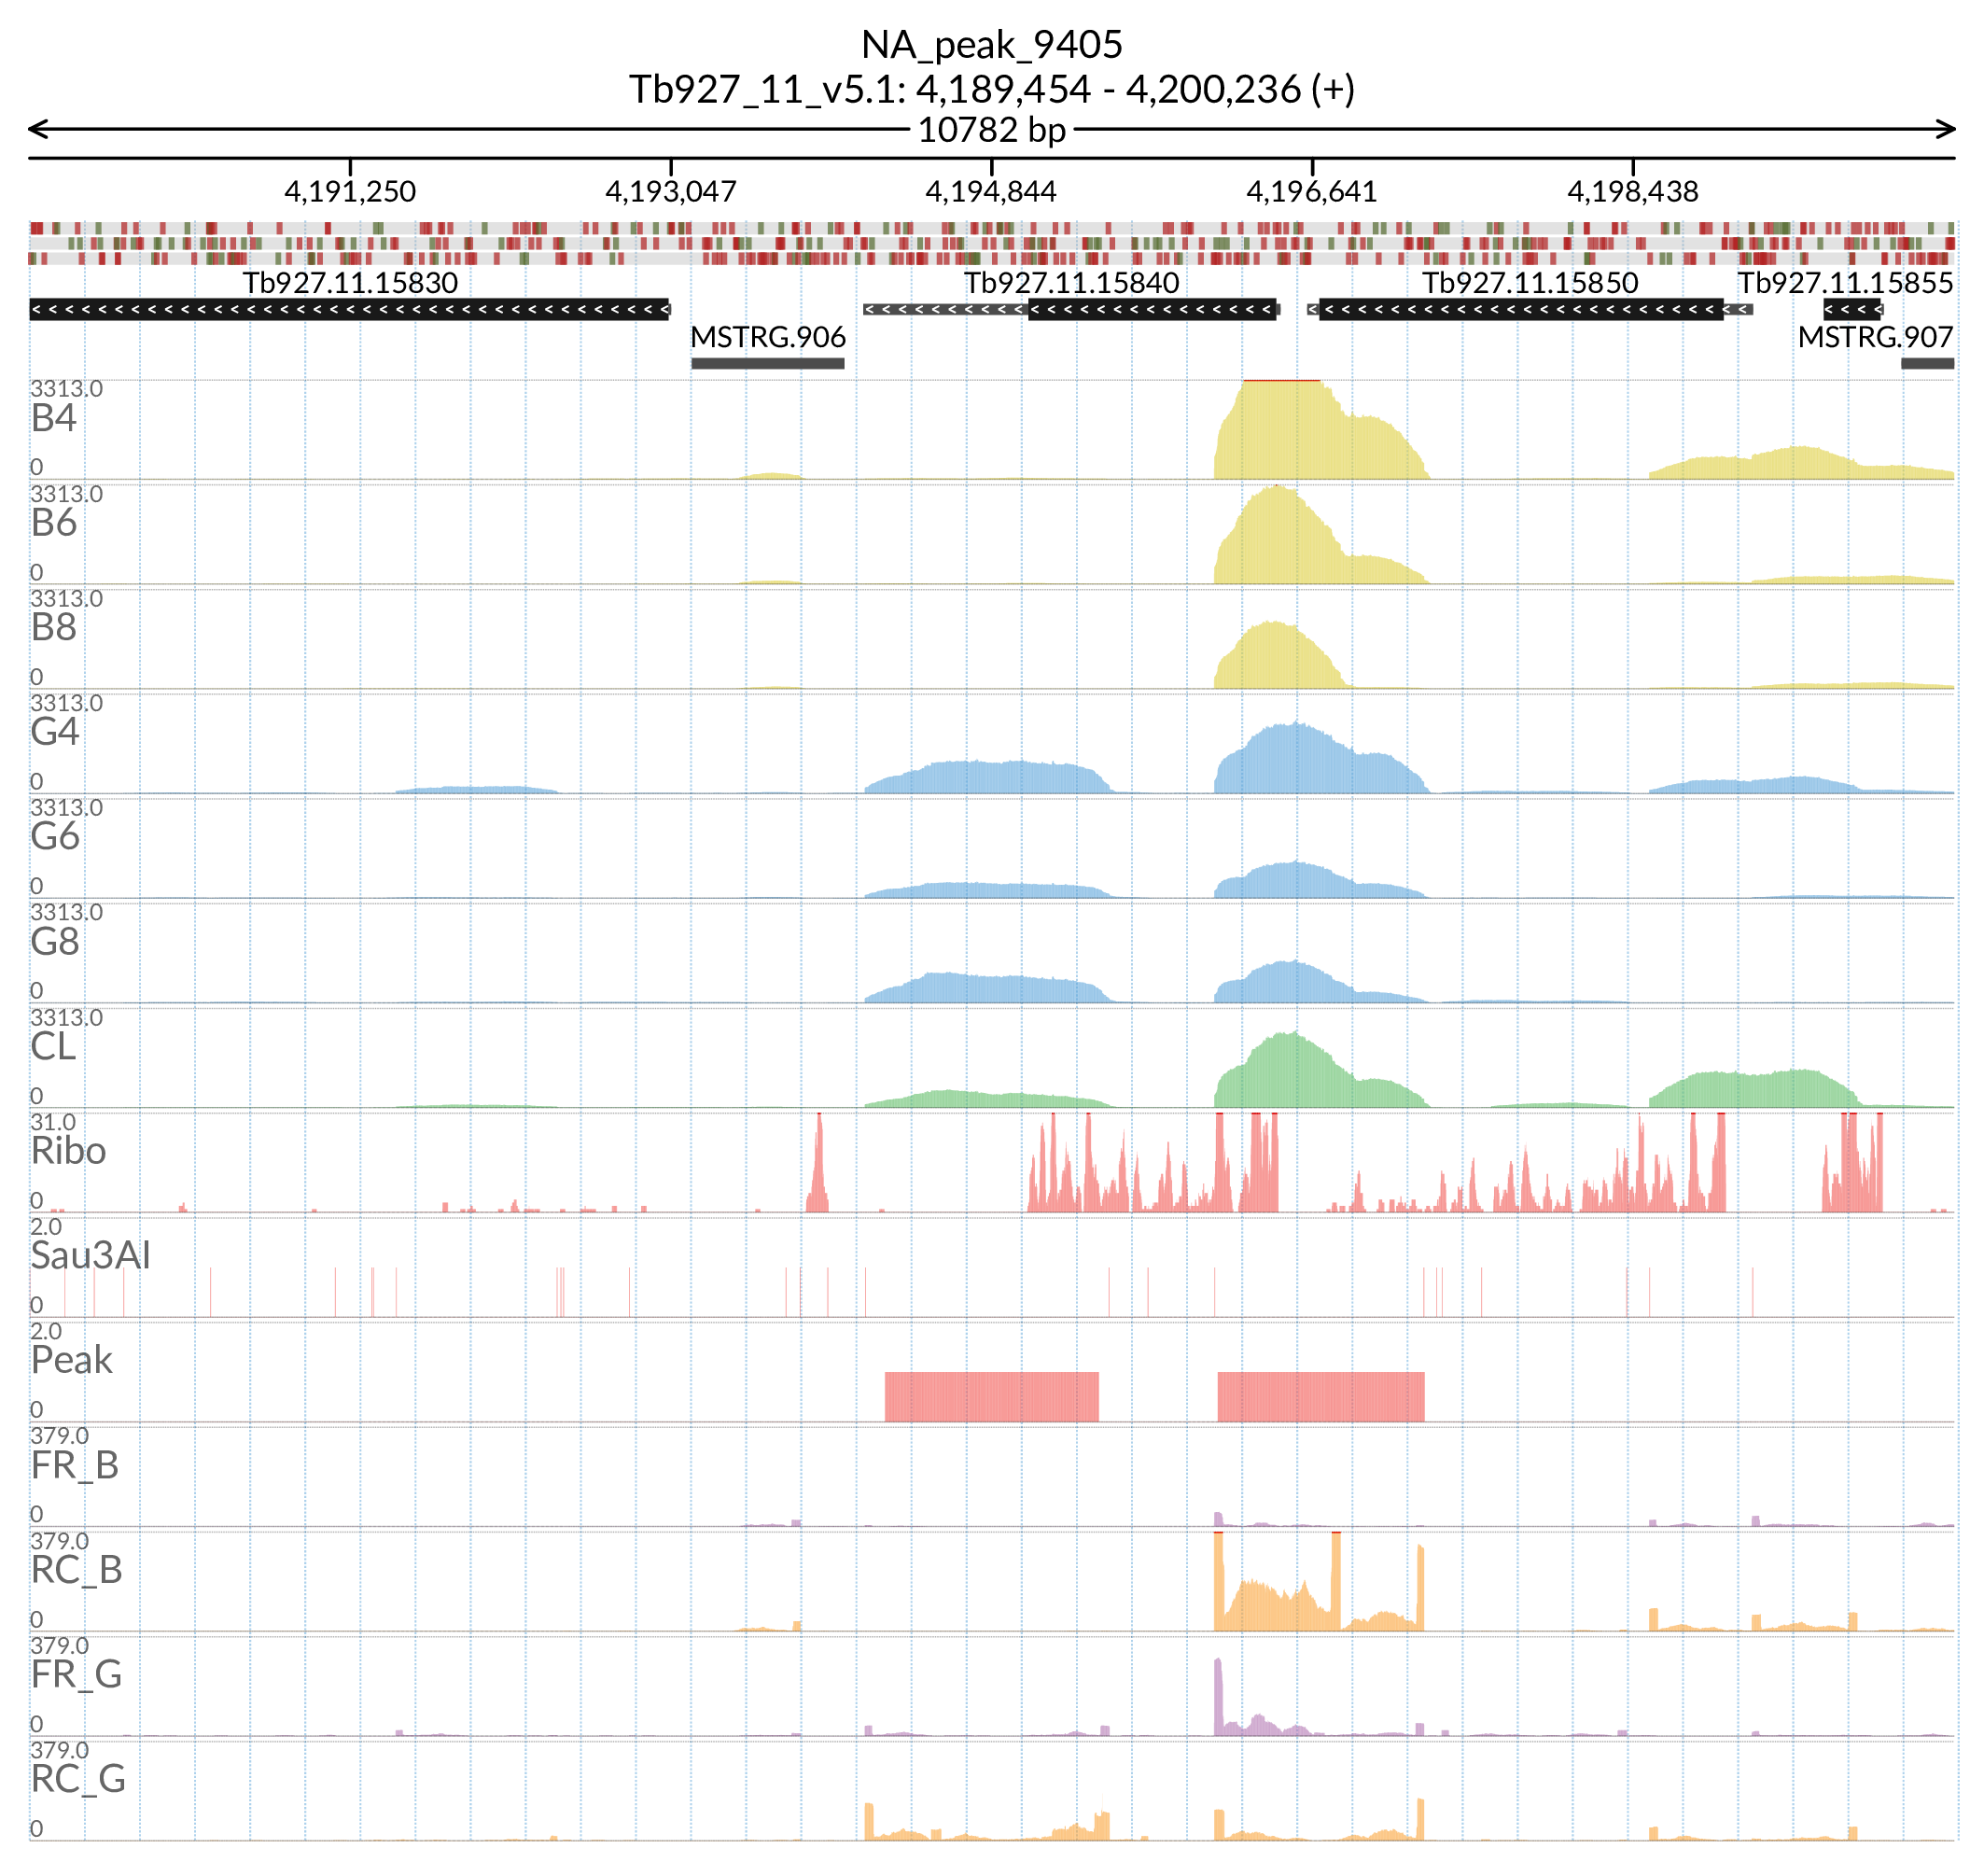 NA_peak_9405
Tb927_11_v5.1: 4,189,454 - 4,200,236 (+)
10782 bp
4,191,250 4,193,047 4,194,844 4,196,641 4,198,438
Tb927.11.15830 Tb927.11.15840 Tb927.11.15850 Tb927.11.15855
MSTRG.906 MSTRG.907
3313.0
B4
0
3313.0
B6
0
3313.0
B8
0
3313.0
G4
0
3313.0
G6
0
3313.0
G8
0
3313.0
CL
0
31.0
Ribo
0
2.0
Sau3AI
0
2.0
Peak
0
379.0
FR_B
0
379.0
RC_B
0
379.0
FR_G
0
379.0
RC_G
0